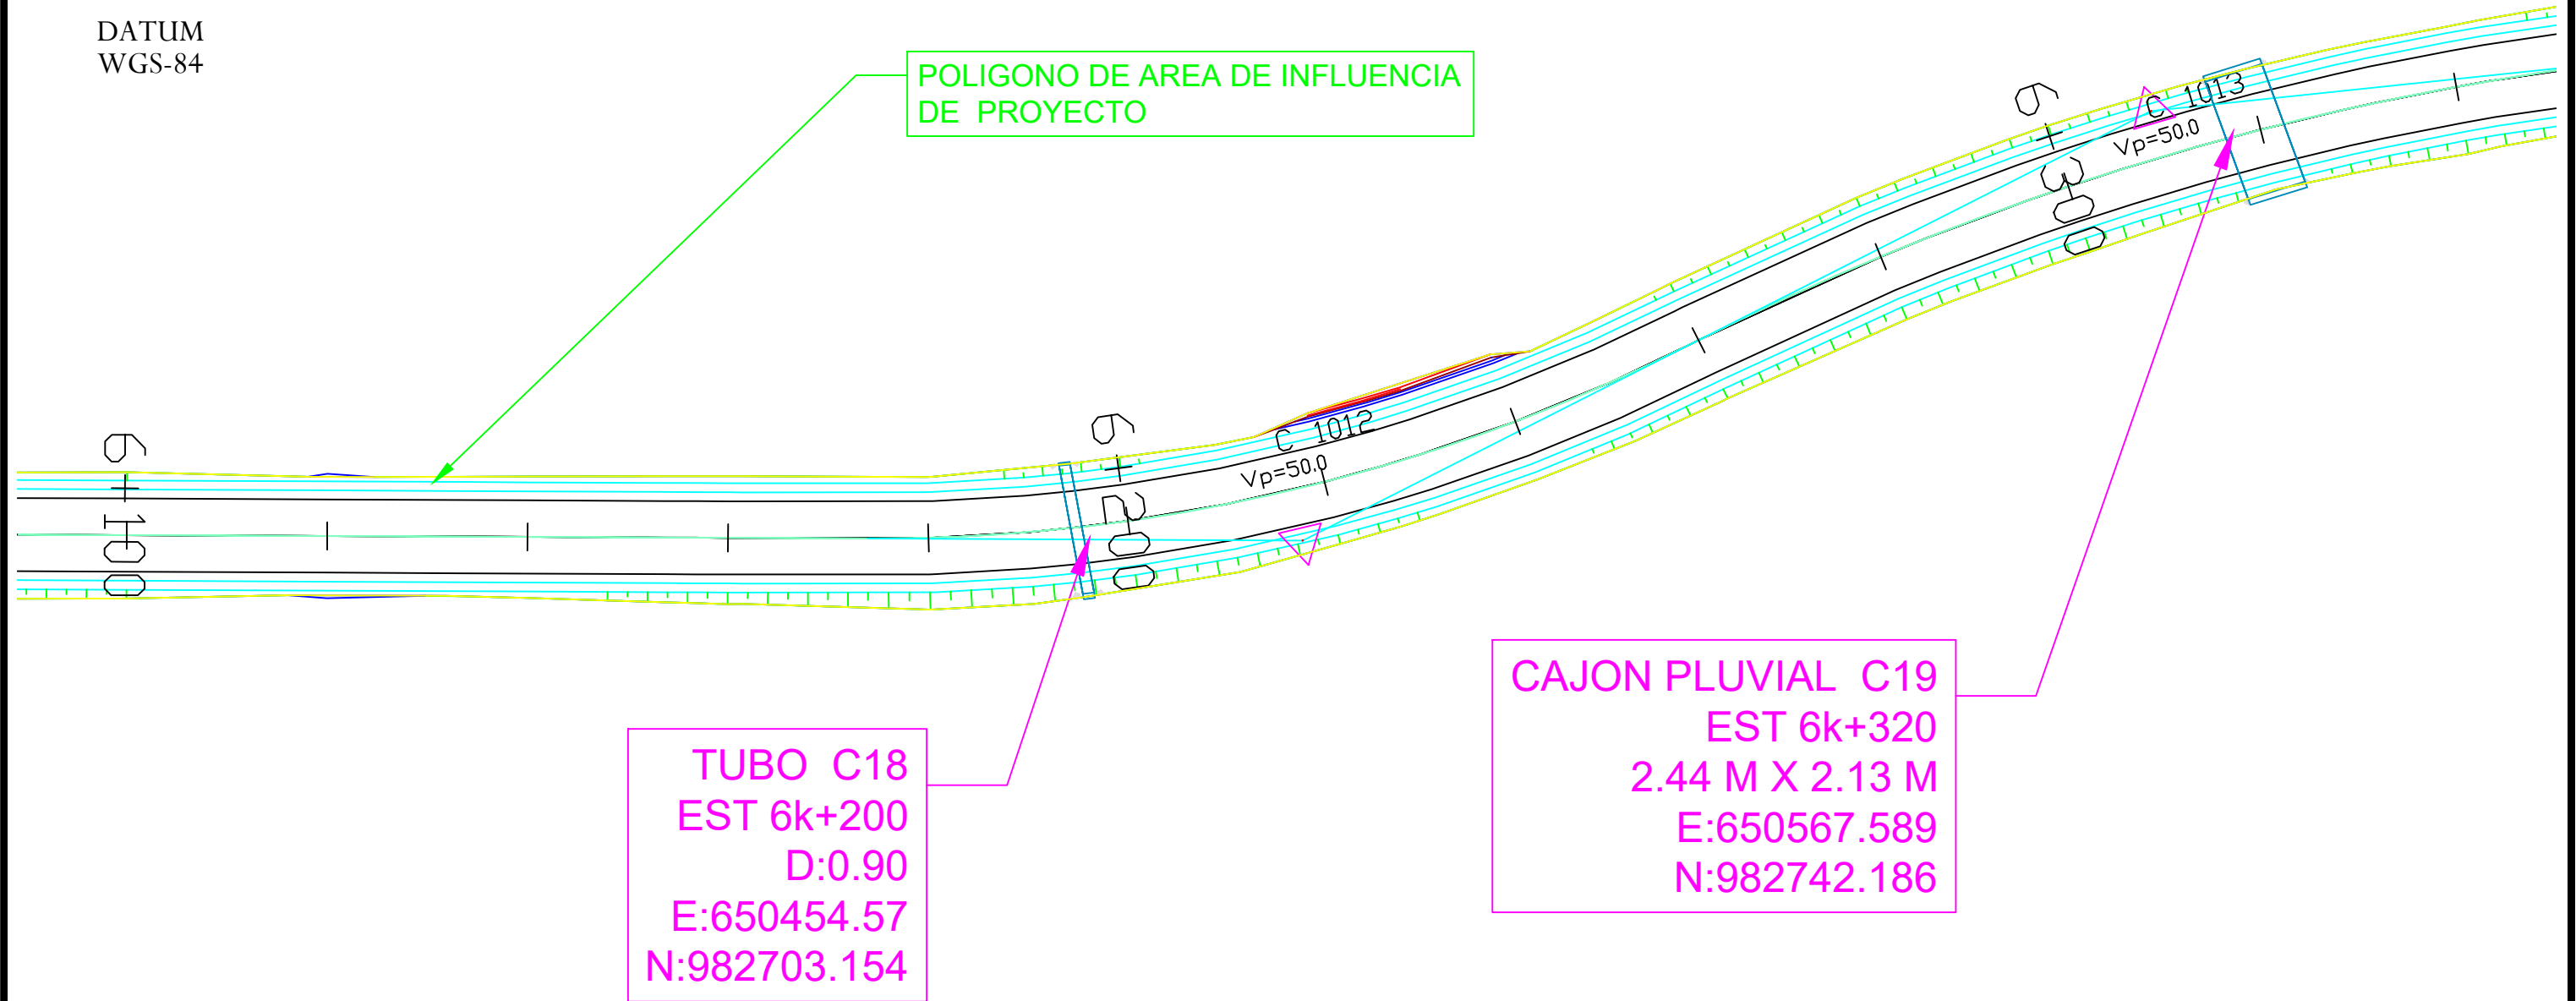 DATUM
WGS-84
POLIGONO DE AREA DE INFLUENCIA
DE PROYECTO
6+100
6+200
C 1012
Vp=50.0
6+300
C 1013
Vp=50.0
TUBO C18
EST 6k+200
D:0.90
E:650454.57
N:982703.154
CAJON PLUVIAL C19
EST 6k+320
2.44 M X 2.13 M
E:650567.589
N:982742.186